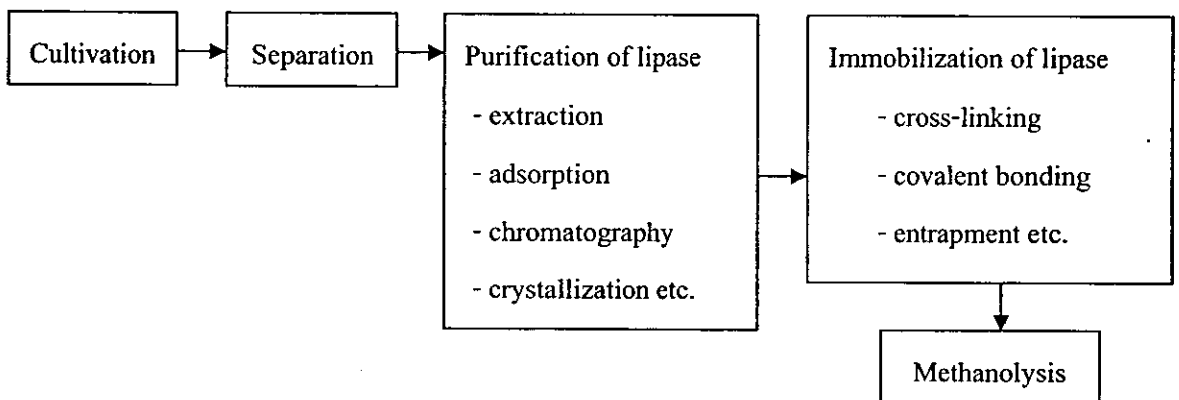 Cultivation
Separation
Purification of lipase
- extraction
- adsorption
- chromatography
- crystallization etc.
Immobilization of lipase
- cross-linking
- covalent bonding
- entrapment etc.
Methanolysis